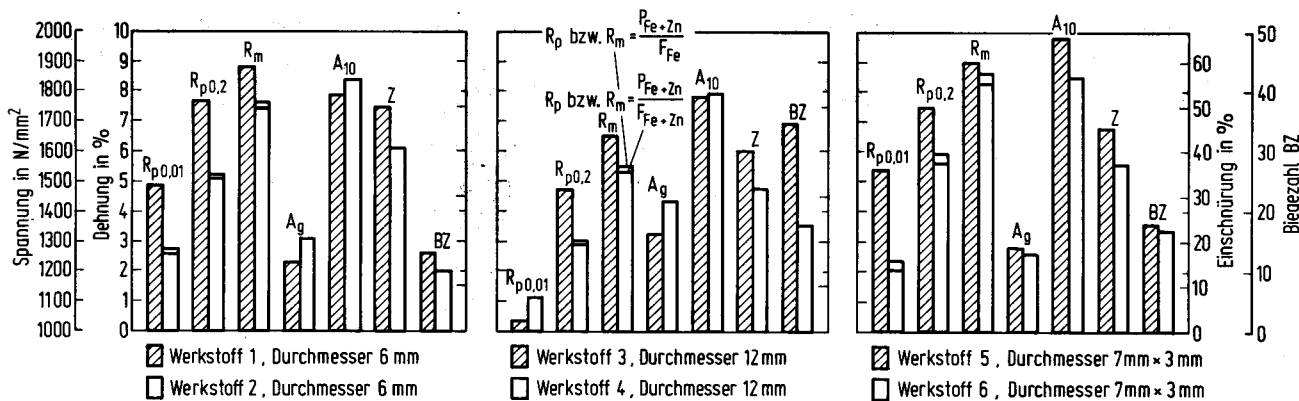 Spannung in N/mm²
2000
1900
1800
1700
1600
1500
1400
1300
1200
1100
1000
Dehnung in %
10
9
8
7
6
5
4
3
2
1
0
Rp0,01
Rp0,2
Rm
Ag
A10
Z
BZ
Werkstoff 1, Durchmesser 6 mm
Werkstoff 2, Durchmesser 6 mm
Rp bzw. Rm = PFe+Zn / FFe
Rp bzw. Rm = PFe+Zn / FFe+Zn
Rp0,01
Rp0,2
Rm
Ag
A10
Z
BZ
Werkstoff 3, Durchmesser 12 mm
Werkstoff 4, Durchmesser 12 mm
Rp0,01
Rp0,2
Rm
Ag
A10
Z
BZ
Werkstoff 5, Durchmesser 7mm × 3mm
Werkstoff 6, Durchmesser 7mm × 3mm
60
50
40
30
20
10
0
Einschnürung in %
50
40
30
20
10
0
Biegezahl BZ